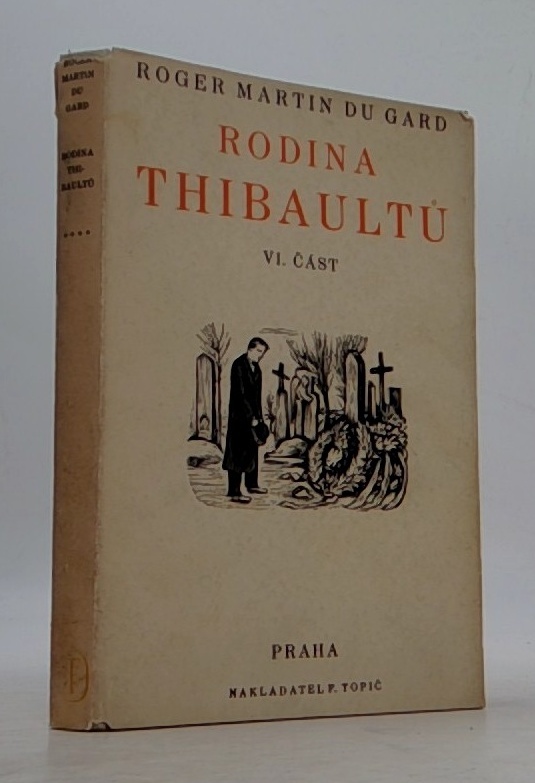 ROGER
MARTIN
DU
GARD
RODINA
THI-
BAULTŮ
ROGER MARTIN DU GARD
RODINA
THIBAULTŮ
VI. ČÁST
PRAHA
NAKLADATEL F. TOPIČ